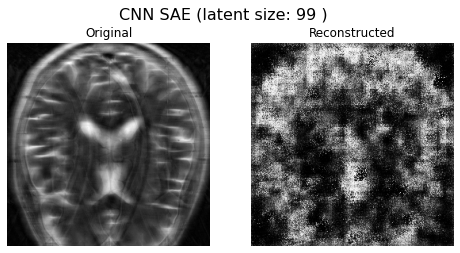 CNN SAE (latent size: 99 )
Original
Reconstructed